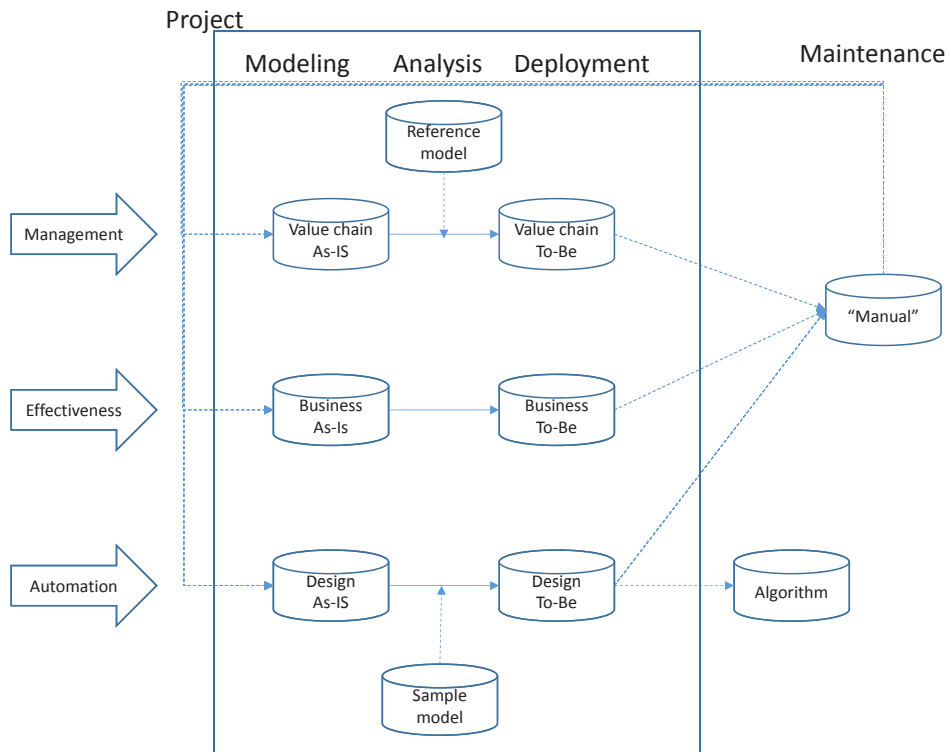 Project
Modeling Analysis Deployment
Maintenance
Reference
model
Management
Value chain
As-IS
Value chain
To-Be
“Manual”
Effectiveness
Business
As-Is
Business
To-Be
Automation
Design
As-IS
Design
To-Be
Algorithm
Sample
model